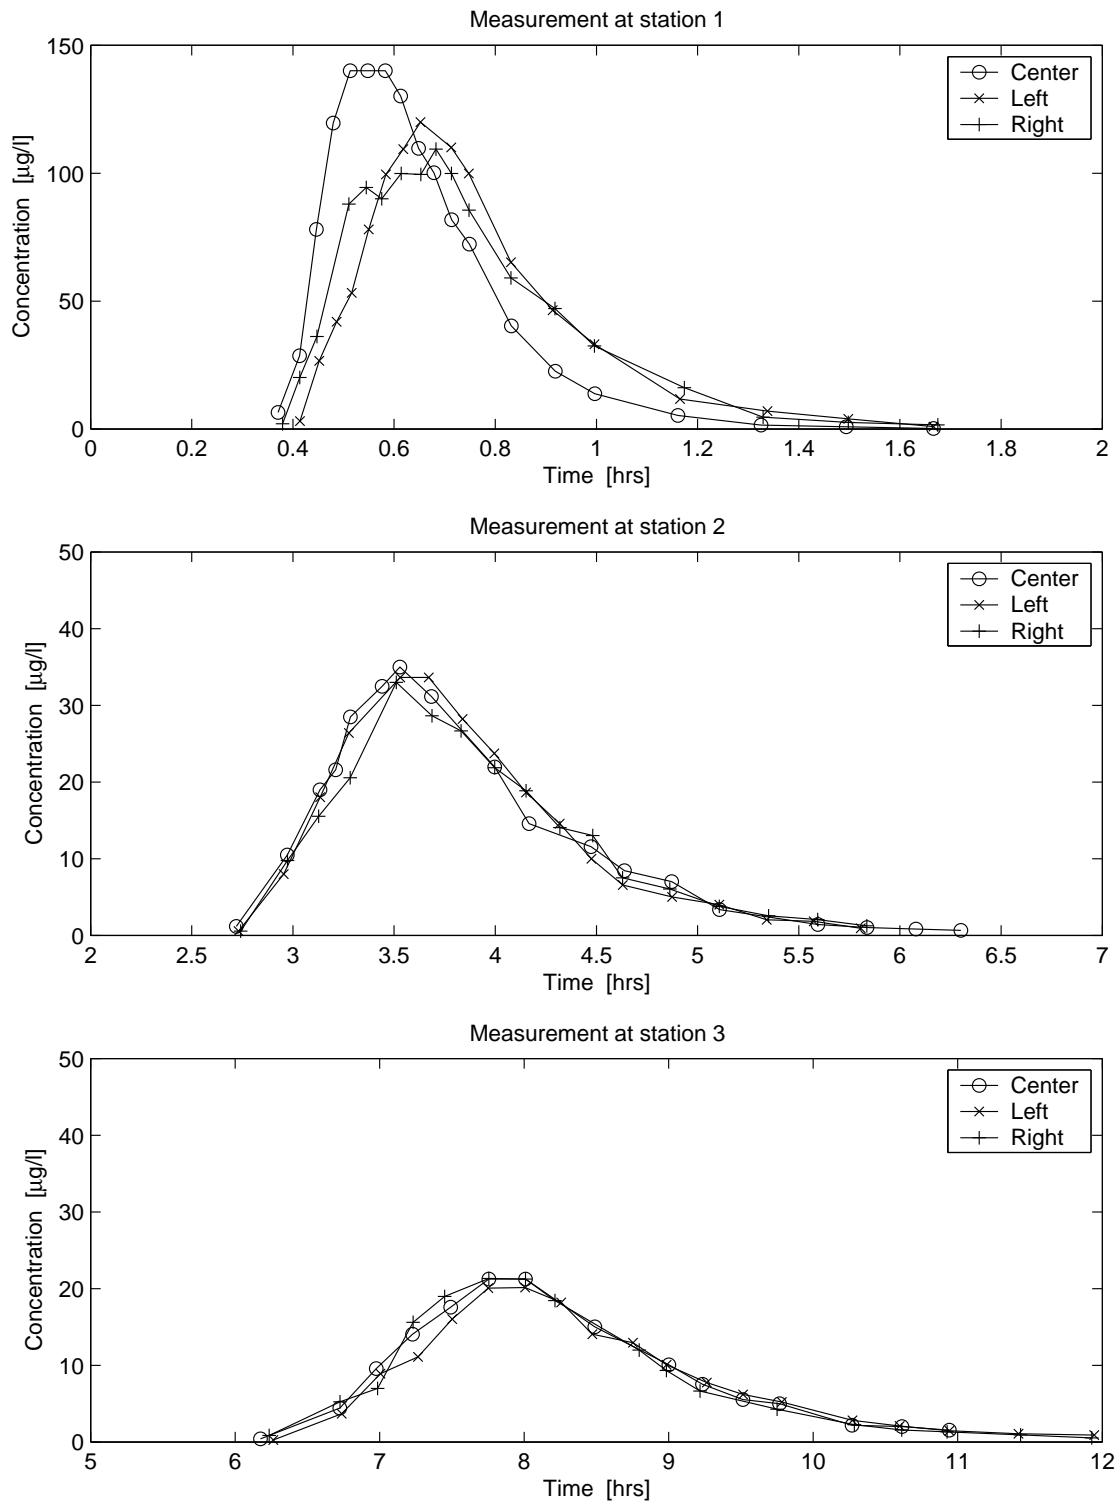 Measurement at station 1
150
100
50
0
Concentration [μg/l]
Center
Left
Right
0 0.2 0.4 0.6 0.8 1 1.2 1.4 1.6 1.8 2
Time [hrs]
Measurement at station 2
50
40
30
20
10
0
Concentration [μg/l]
Center
Left
Right
2 2.5 3 3.5 4 4.5 5 5.5 6 6.5 7
Time [hrs]
Measurement at station 3
50
40
30
20
10
0
Concentration [μg/l]
Center
Left
Right
5 6 7 8 9 10 11 12
Time [hrs]